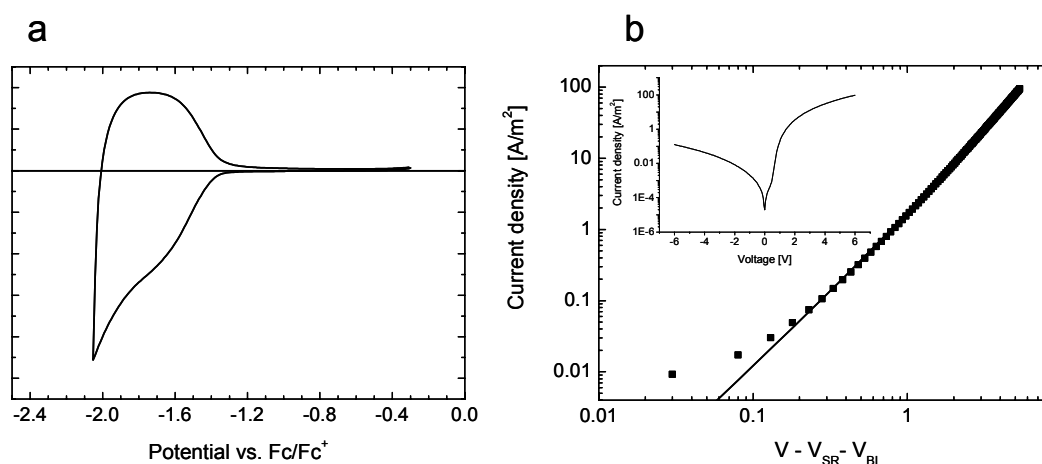 a
-2.4 -2.0 -1.6 -1.2 -0.8 -0.4 0.0
Potential vs. Fc/Fc+
b
100
10
1
0.1
0.01
Current density [A/m²]
0.01 0.1 1
V - V_SR - V_BI
100
1
0.01
1E-4
1E-6
Current density [A/m²]
-6 -4 -2 0 2 4 6
Voltage [V]